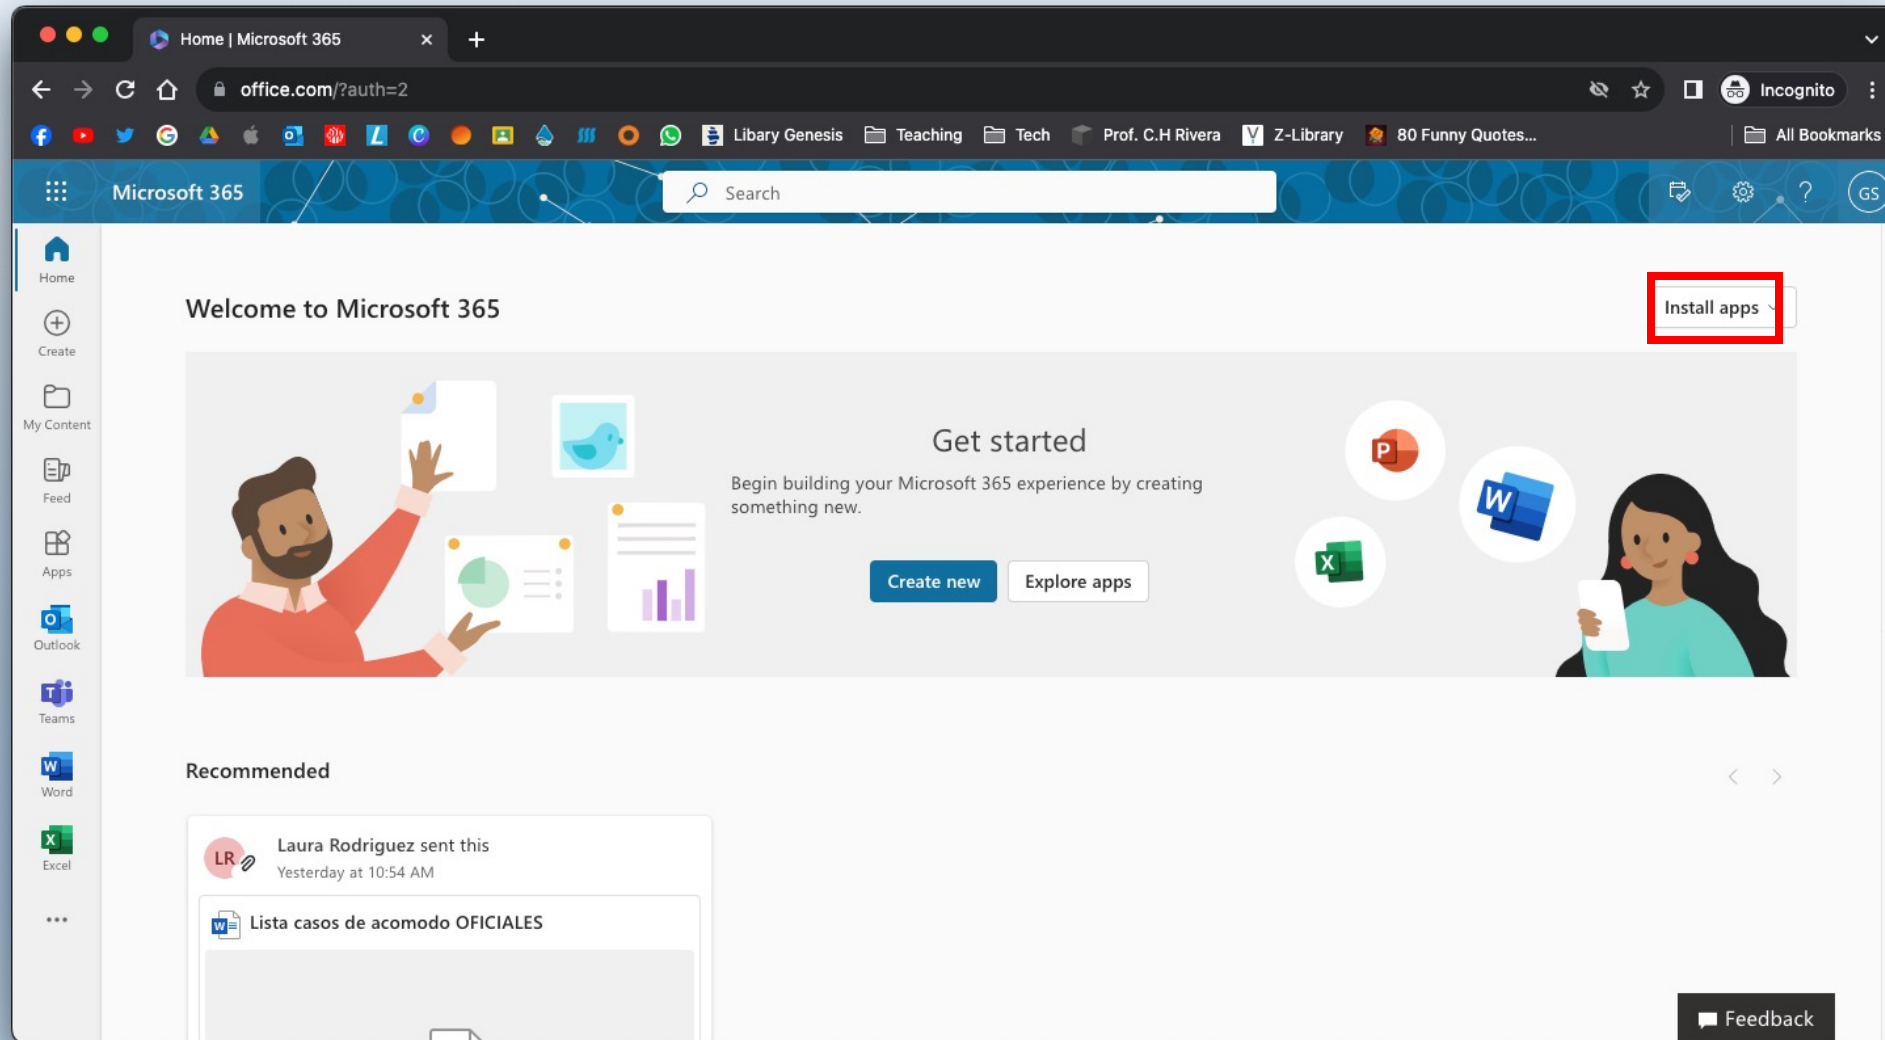 Home | Microsoft 365
office.com/?auth=2
Incognito
Libary Genesis
Teaching
Tech
Prof. C.H Rivera
Z-Library
80 Funny Quotes...
All Bookmarks
Microsoft 365
Search
GS
Home
Create
My Content
Feed
Apps
Outlook
Teams
Word
Excel
Welcome to Microsoft 365
Install apps
Get started
Begin building your Microsoft 365 experience by creating
something new.
Create new
Explore apps
P
W
X
Recommended
LR
Laura Rodriguez sent this
Yesterday at 10:54 AM
Lista casos de acomodo OFICIALES
Feedback